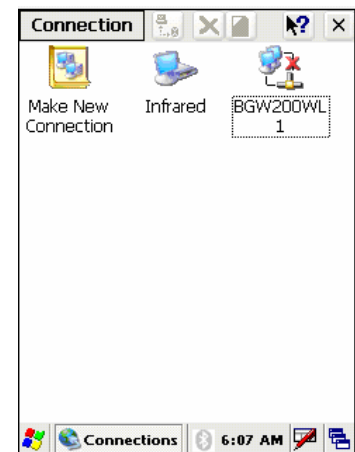 Connection
?
Make New
Connection
Infrared
BGW200WL
1
Connections
6:07 AM